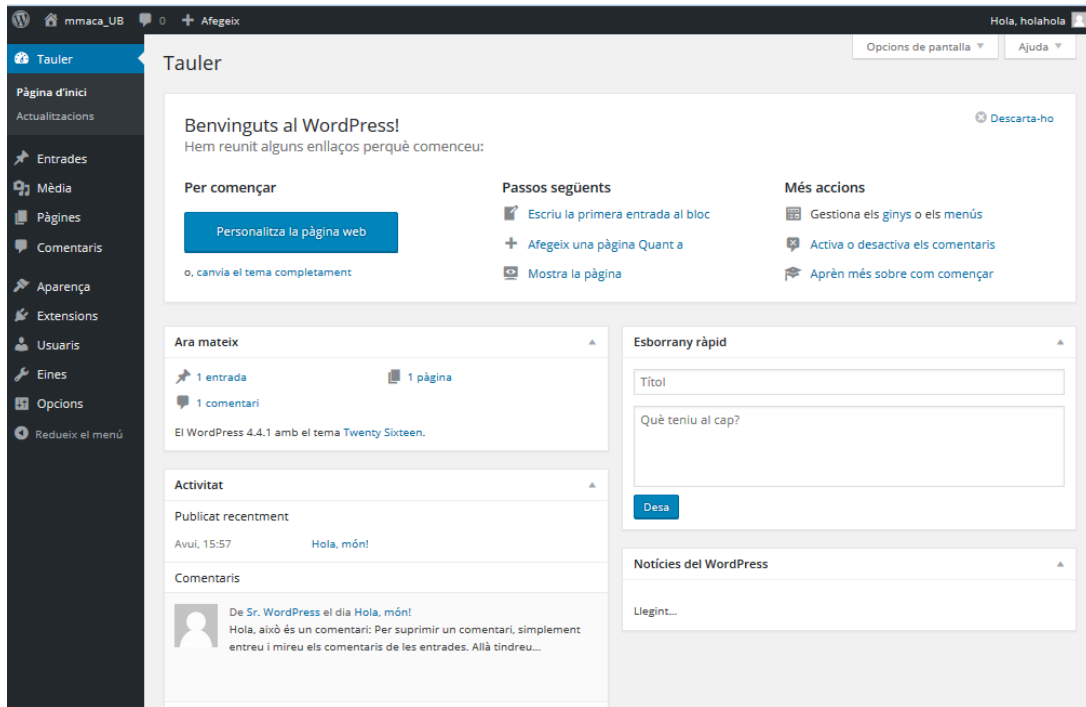 mmaca_UB 0 Afegeix Hola, holahola
Opcions de pantalla Ajuda
Tauler
Pàgina d'inici
Actualitzacions
Entrades
Mèdia
Pàgines
Comentaris
Aparença
Extensions
Usuaris
Eines
Opcions
Redueix el menú
Tauler
Benvinguts al WordPress!
Descarta-ho
Hem reunit alguns enllaços perquè comenceu:
Per començar
Personalitza la pàgina web
o, canvia el tema completament
Passos següents
Escriu la primera entrada al bloc
Afegeix una pàgina Quant a
Mostra la pàgina
Més accions
Gestiona els ginys o els menús
Activa o desactiva els comentaris
Aprèn més sobre com començar
Ara mateix
1 entrada 1 pàgina
1 comentari
El WordPress 4.4.1 amb el tema Twenty Sixteen.
Activitat
Publicat recentment
Avui, 15:57 Hola, món!
Comentaris
De Sr. WordPress el dia Hola, món!
Hola, això és un comentari: Per suprimir un comentari, simplement
entreu i mireu els comentaris de les entrades. Allà tindreu...
Esborrany ràpid
Títol
Què teniu al cap?
Desa
Notícies del WordPress
Llegint...